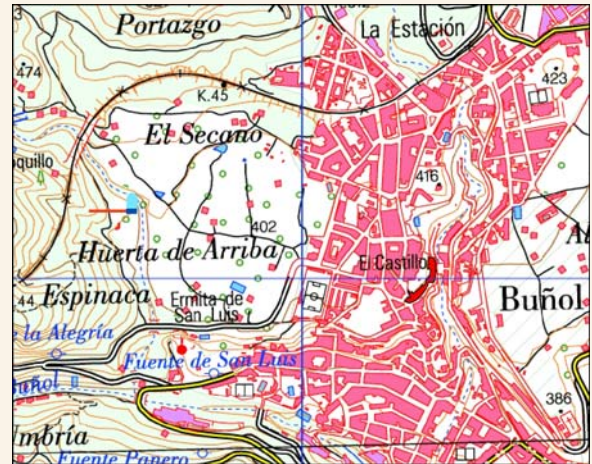 Portazgo
La Estación
474
K.45
423
El Secano
416
402
Huerta de Arriba
El Castillo
44
Espinaca
Ermita de
San Luis
Buñol
e la Alegría
Fuente de San Luis
Buñol
386
Umbría
Fuente Panero